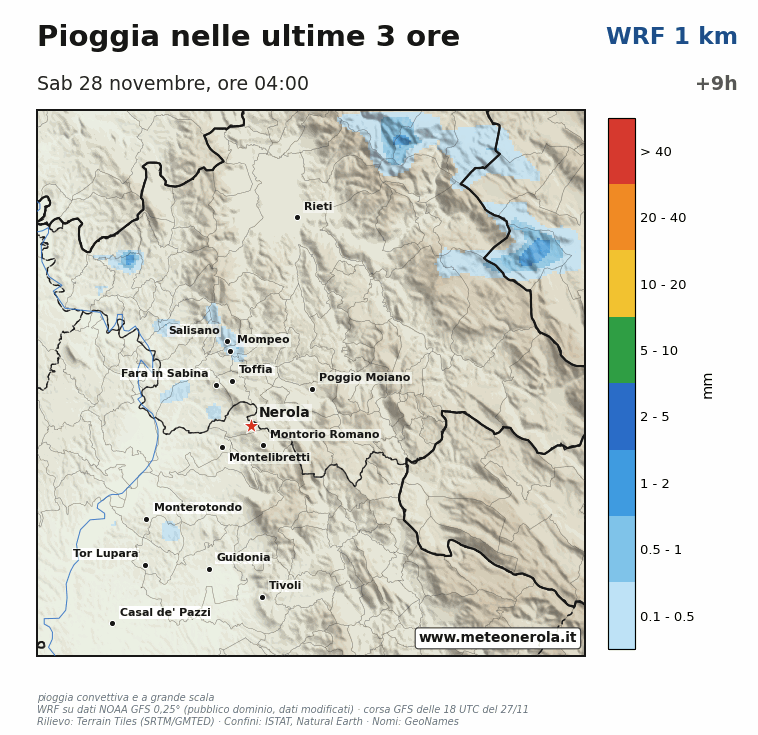 Pioggia nelle ultime 3 ore
WRF 1 km
Sab 28 novembre, ore 04:00
+9h
Rieti
Salisano
Mompeo
Fara in Sabina
Toffia
Poggio Moiano
Nerola
Montorio Romano
Montelibretti
Monterotondo
Tor Lupara
Guidonia
Tivoli
Casal de' Pazzi
www.meteonerola.it
> 40
20 - 40
10 - 20
5 - 10
2 - 5
1 - 2
0.5 - 1
0.1 - 0.5
mm
pioggia convettiva e a grande scala
WRF su dati NOAA GFS 0,25° (pubblico dominio, dati modificati) · corsa GFS delle 18 UTC del 27/11
Rilievo: Terrain Tiles (SRTM/GMTED) · Confini: ISTAT, Natural Earth · Nomi: GeoNames